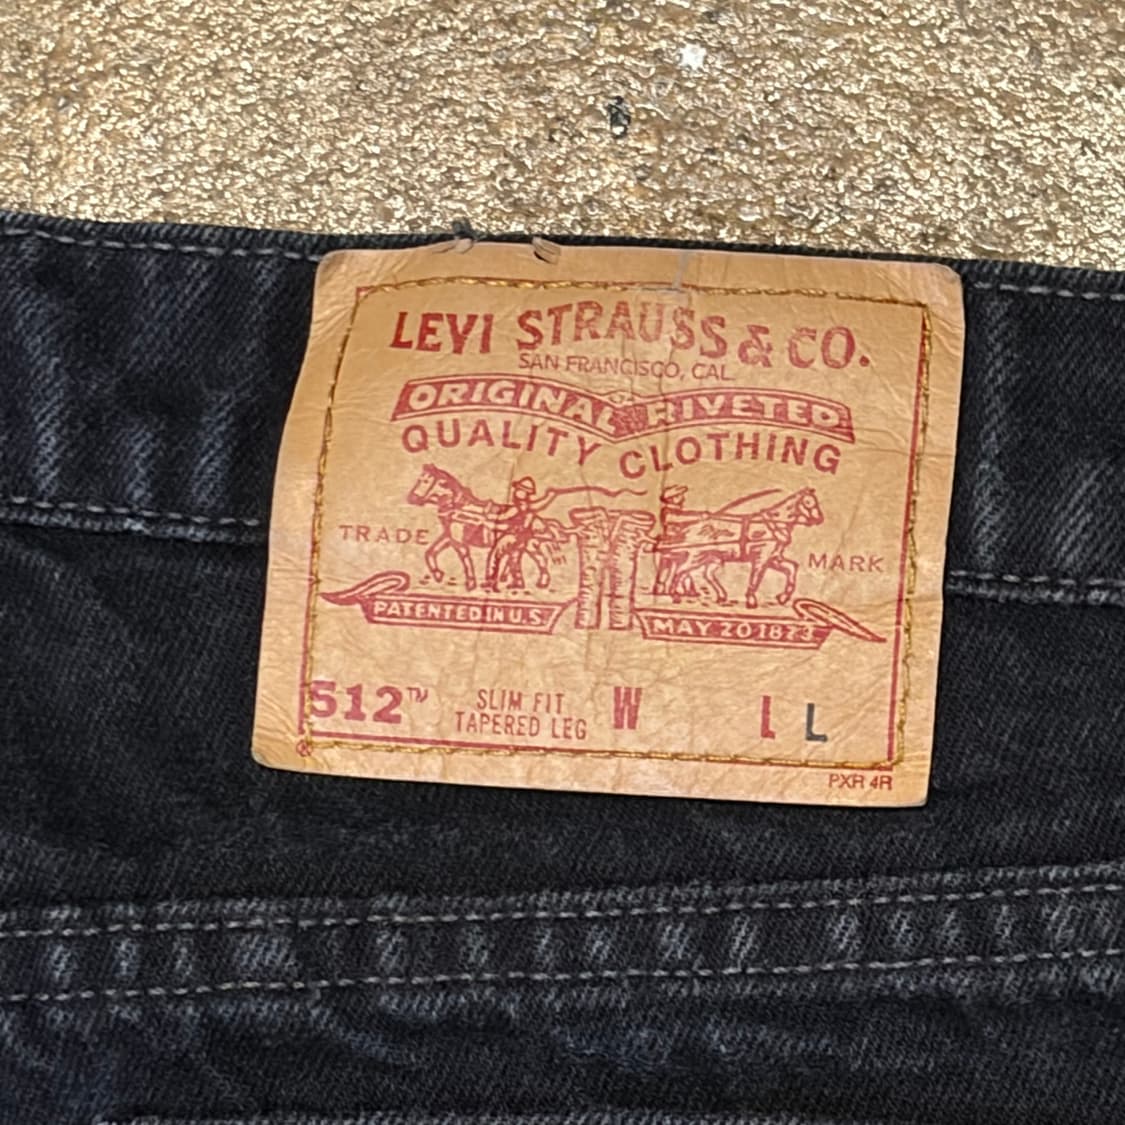 LEVI STRAUSS & CO.
SAN FRANCISCO, CAL.
ORIGINAL RIVETED
QUALITY CLOTHING
TRADE MARK
PATENTED IN U.S. MAY 20 1873
512™ SLIM FIT TAPERED LEG W L L
PXR 4R